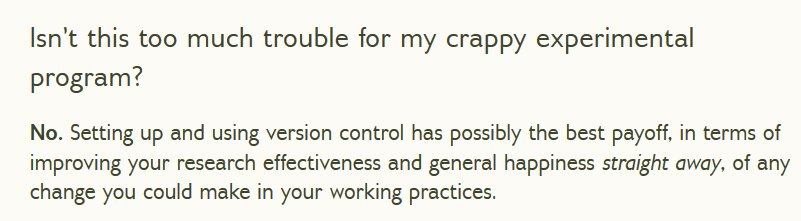 Isn't this too much trouble for my crappy experimental
program?
No. Setting up and using version control has possibly the best payoff, in terms of
improving your research effectiveness and general happiness straight away, of any
change you could make in your working practices.